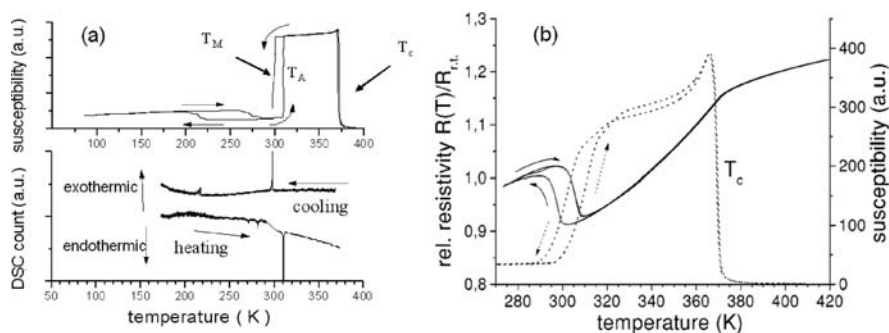 (a)
susceptibility (a.u.)
T_M
T_A
T_c
50 100 150 200 250 300 350 400
DSC count (a.u.)
exothermic
cooling
endothermic
heating
50 100 150 200 250 300 350 400
temperature ( K )
(b)
rel. resistivity R(T)/R_r.t.
1,3
1,2
1,1
1,0
0,9
0,8
T_c
400
300
200
100
0
susceptibility (a.u.)
280 300 320 340 360 380 400 420
temperature (K)